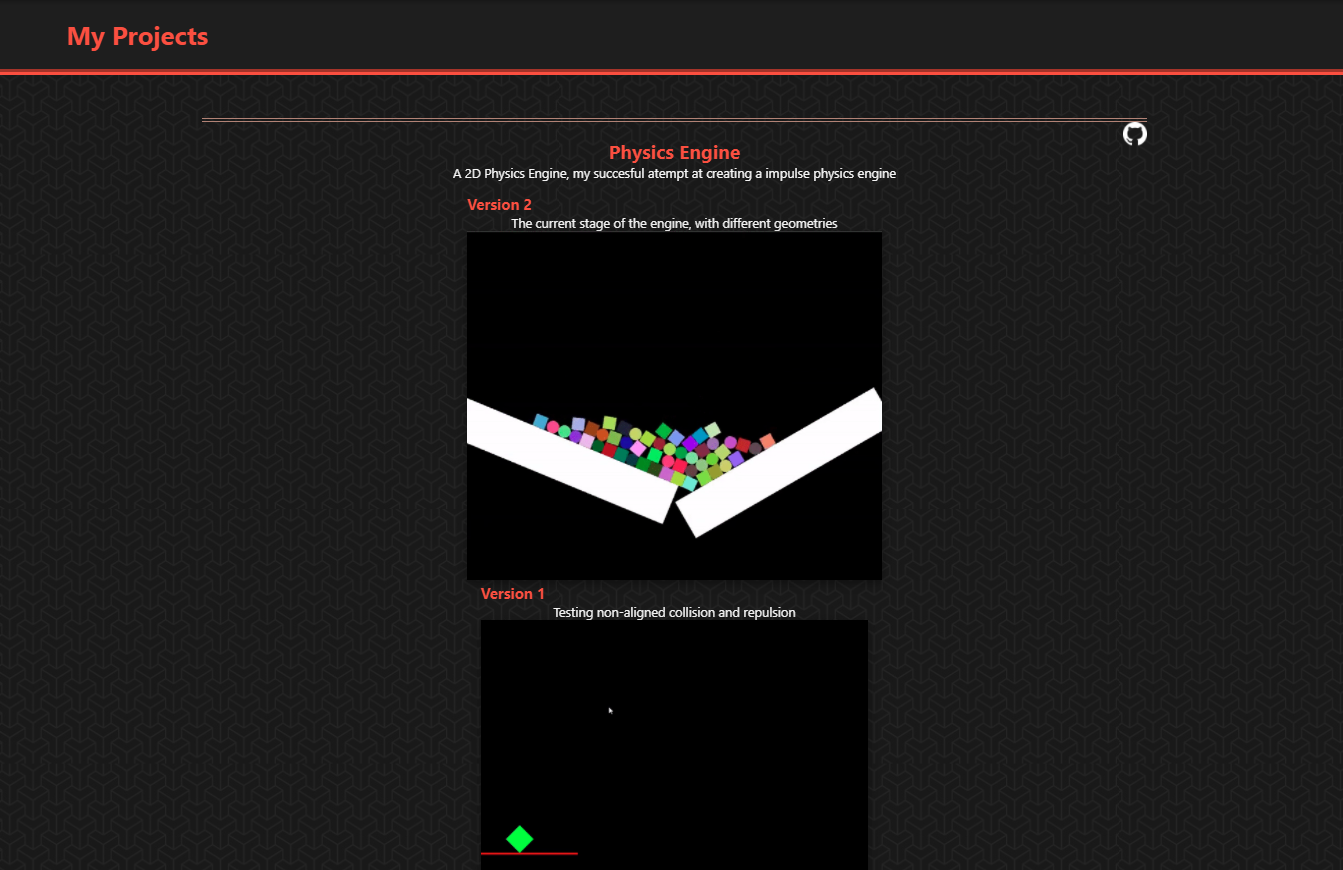 My Projects
Physics Engine
A 2D Physics Engine, my succesful atempt at creating a impulse physics engine
Version 2
The current stage of the engine, with different geometries
Version 1
Testing non-aligned collision and repulsion